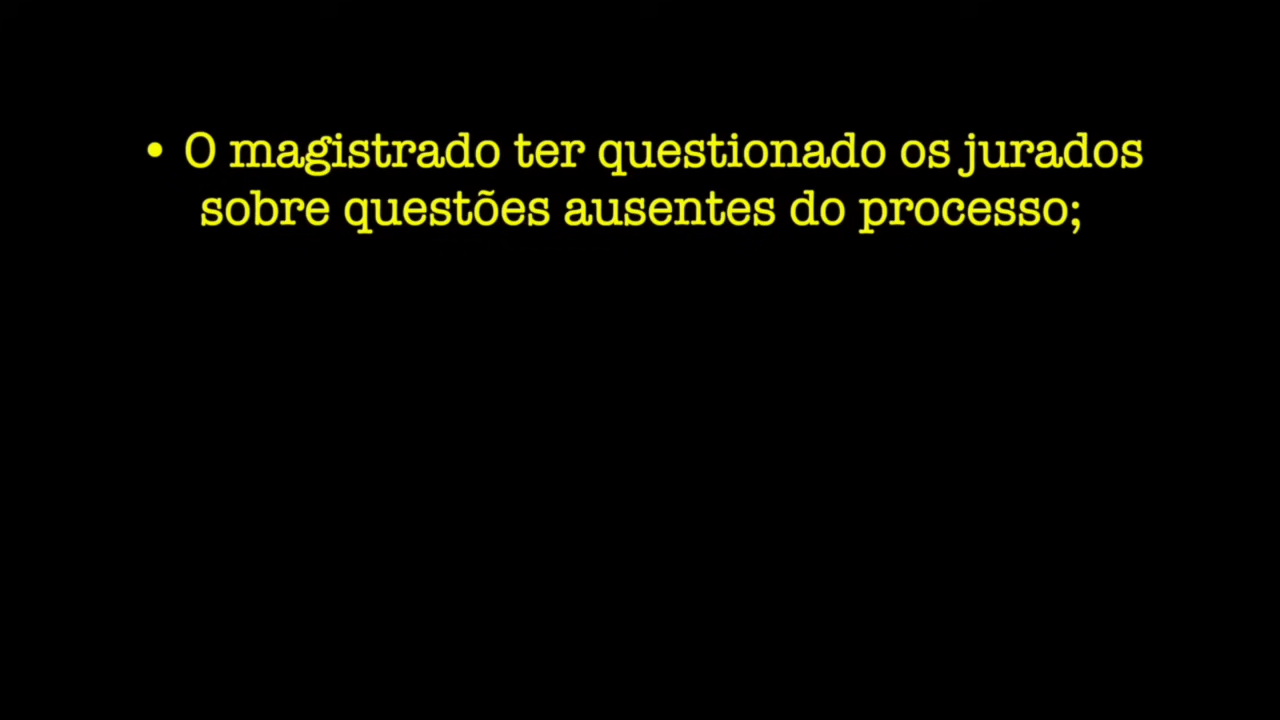 • O magistrado ter questionado os jurados
sobre questões ausentes do processo;